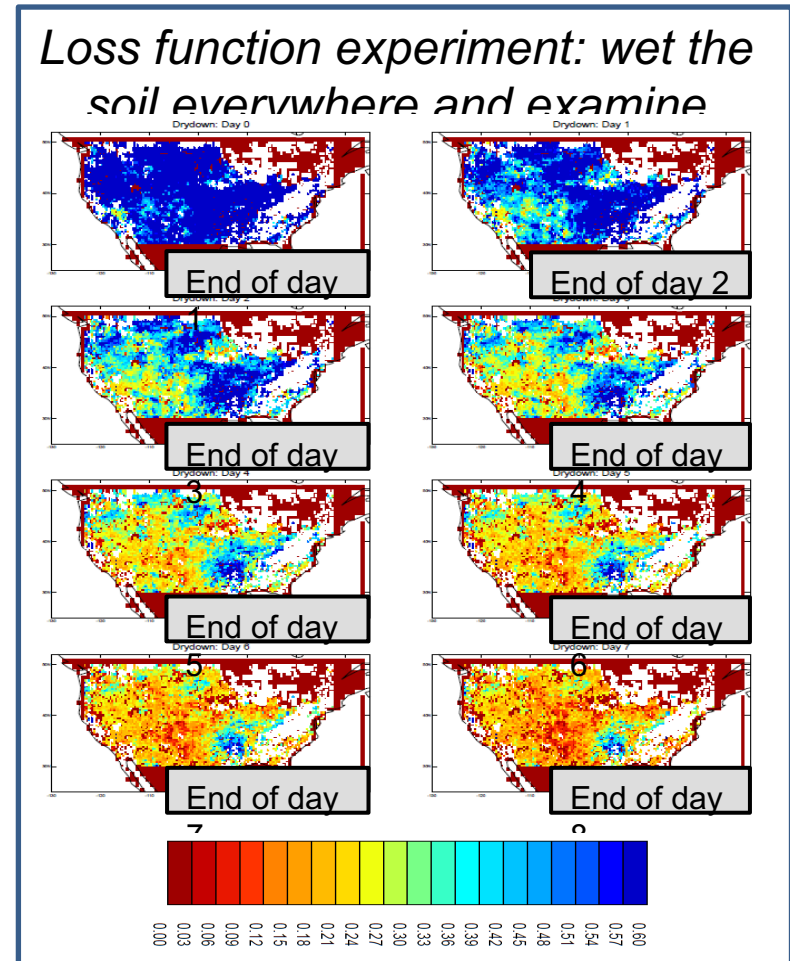 Loss function experiment: wet the
soil everywhere and examine
Drydown: Day 0
Drydown: Day 1
End of day
1
End of day 2
Drydown: Day 2
End of day
3
End of day
4
Drydown: Day 4
Drydown: Day 5
End of day
5
End of day
6
Drydown: Day 6
Drydown: Day 7
End of day
7
End of day
8
0.00 0.03 0.06 0.09 0.12 0.15 0.18 0.21 0.24 0.27 0.30 0.33 0.36 0.39 0.42 0.45 0.48 0.51 0.54 0.57 0.60